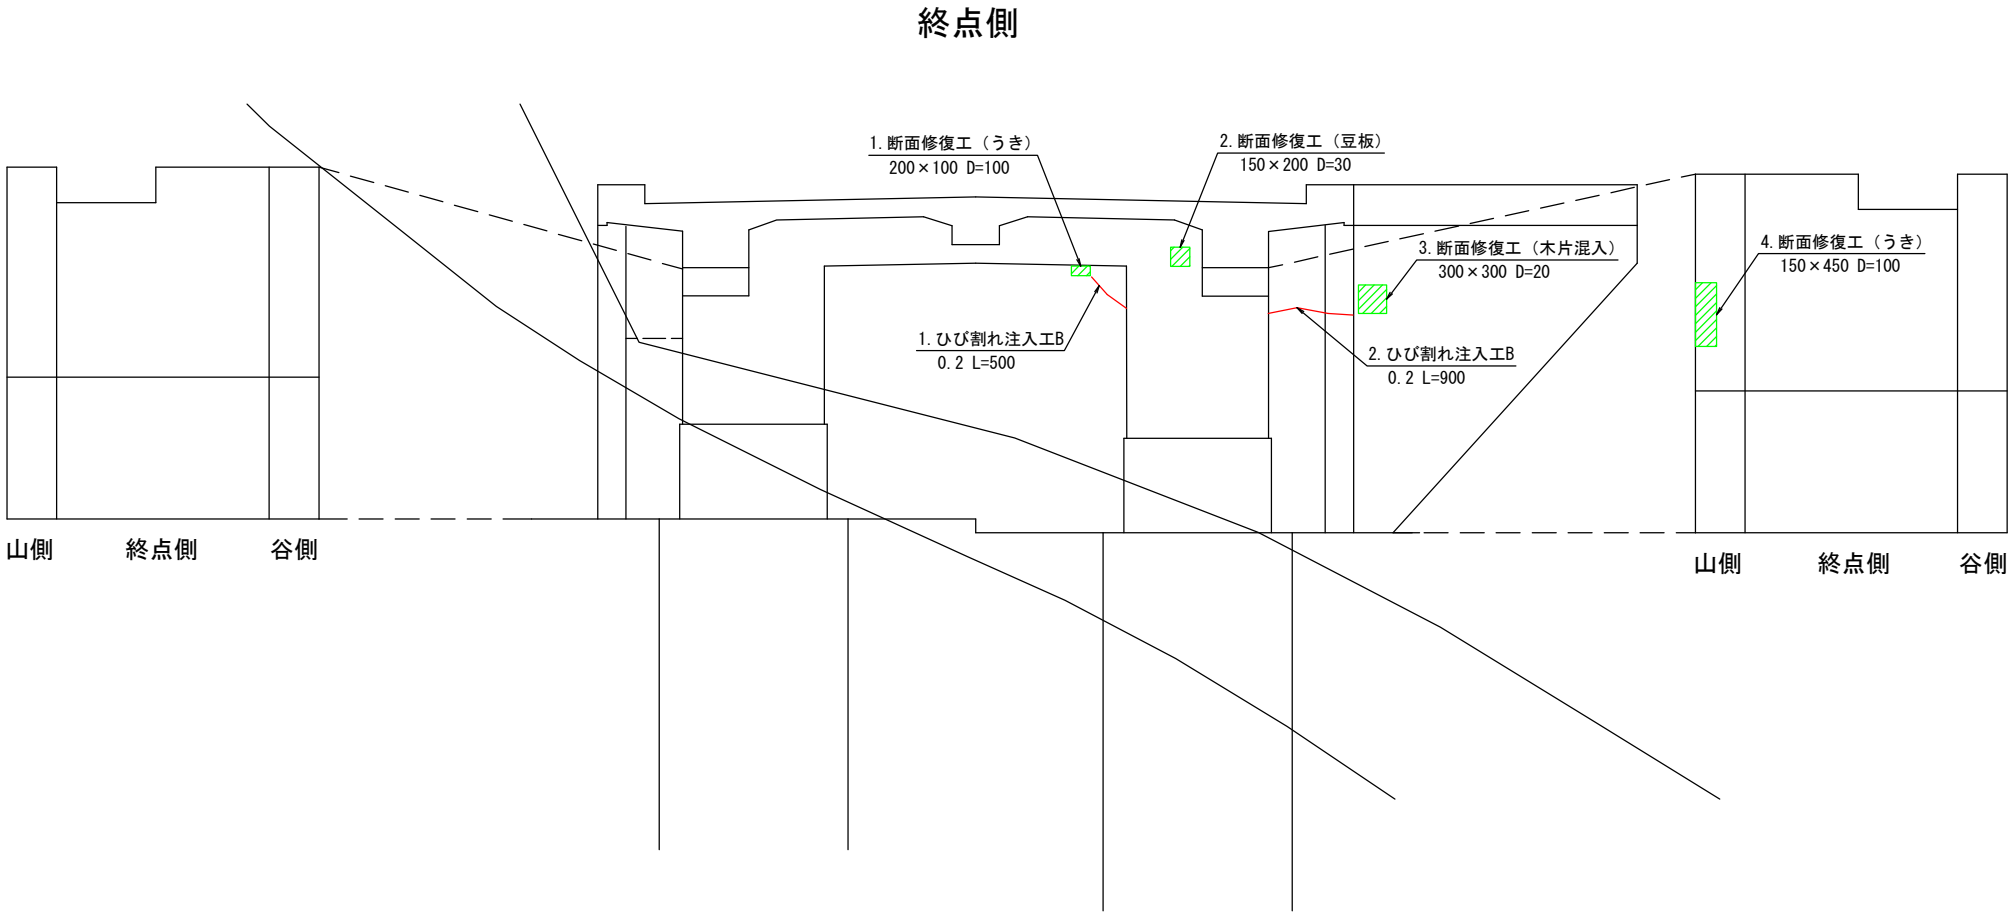 終点側
1.断面修復工（うき）
200×100 D=100
2.断面修復工（豆板）
150×200 D=30
3.断面修復工（木片混入）
300×300 D=20
4.断面修復工（うき）
150×450 D=100
1.ひび割れ注入工B
0.2 L=500
2.ひび割れ注入工B
0.2 L=900
山側 終点側 谷側
山側 終点側 谷側